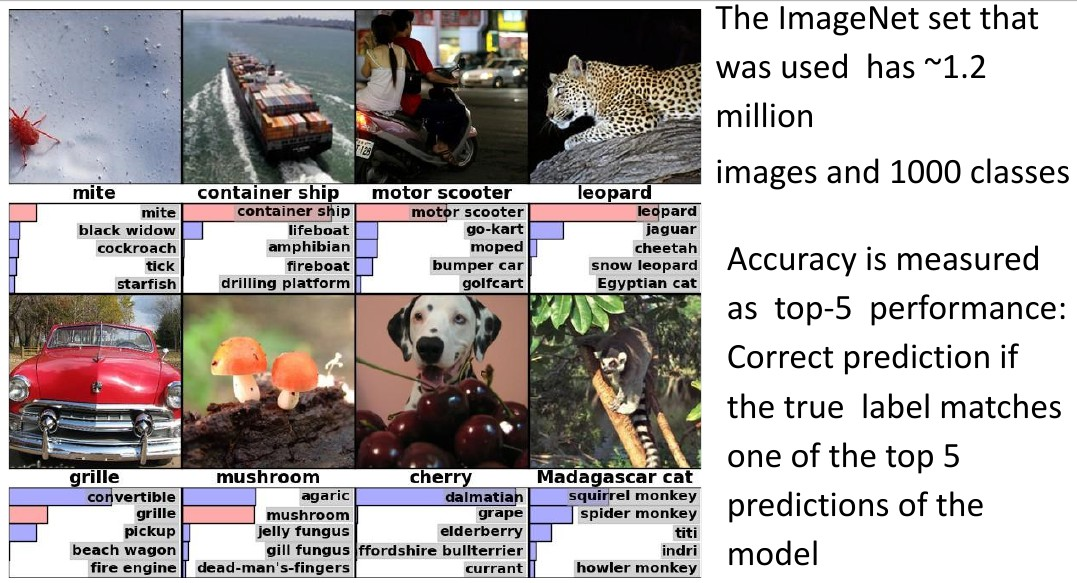 The ImageNet set that
was used has ~1.2
million
images and 1000 classes
Accuracy is measured
as top-5 performance:
Correct prediction if
the true label matches
one of the top 5
predictions of the
model
mite
mite
black widow
cockroach
tick
starfish
container ship
container ship
lifeboat
amphibian
fireboat
drilling platform
motor scooter
motor scooter
go-kart
moped
bumper car
golfcart
leopard
leopard
jaguar
cheetah
snow leopard
Egyptian cat
grille
convertible
grille
pickup
beach wagon
fire engine
mushroom
agaric
mushroom
jelly fungus
gill fungus
dead-man's-fingers
cherry
dalmatian
grape
elderberry
ffordshire bullterrier
currant
Madagascar cat
squirrel monkey
spider monkey
titi
indri
howler monkey